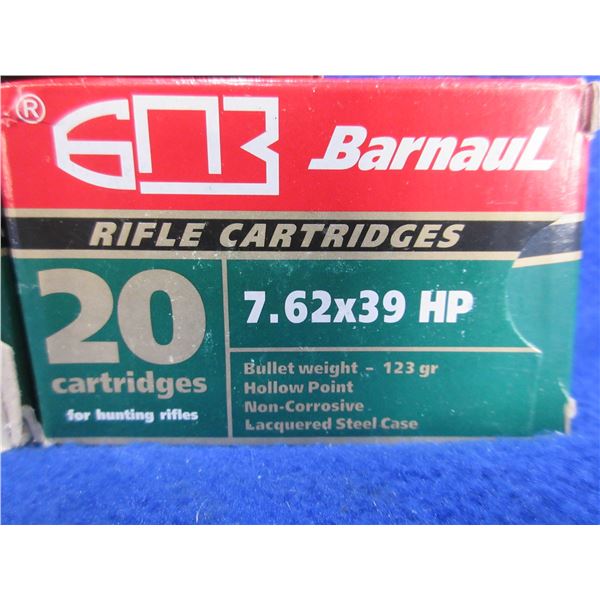 ® БПЗ Barnaul
RIFLE CARTRIDGES
20
cartridges
for hunting rifles
7.62x39 HP
Bullet weight - 123 gr
Hollow Point
Non-Corrosive
Lacquered Steel Case